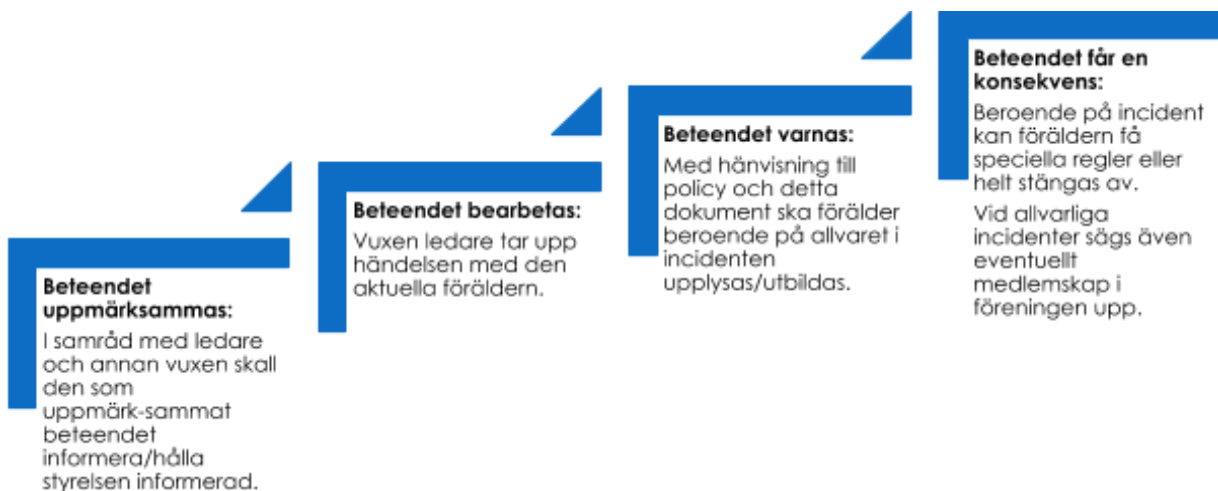 Beteendet
uppmärksammas:
I samråd med ledare
och annan vuxen skall
den som
uppmärk-sammat
beteendet
informera/hålla
styrelsen informerad.
Beteendet bearbetas:
Vuxen ledare tar upp
händelsen med den
aktuella föräldern.
Beteendet varnas:
Med hänvisning till
policy och detta
dokument ska förälder
beroende på allvaret i
incidenten
upplysas/utbildas.
Beteendet får en
konsekvens:
Beroende på incident
kan föräldern få
speciella regler eller
helt stängas av.
Vid allvarliga
incidenter sägs även
eventuellt
medlemskap i
föreningen upp.